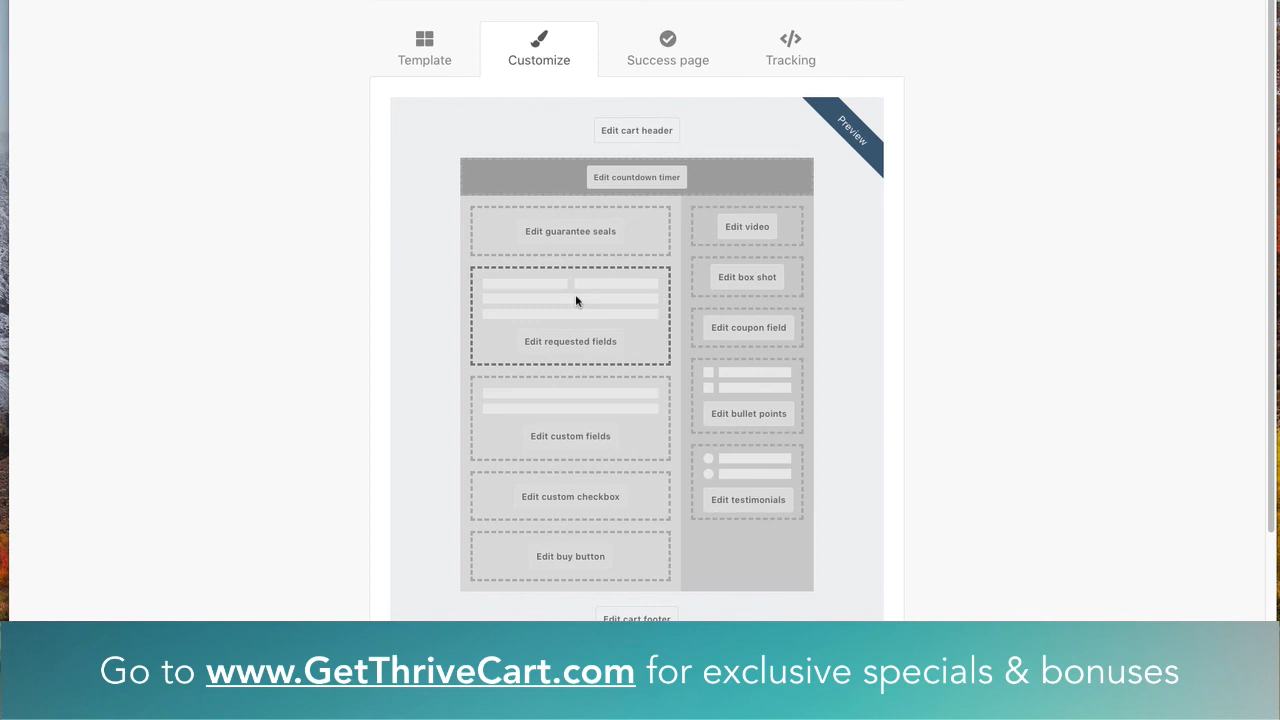 Template
Customize
Success page
Tracking
Preview
Edit cart header
Edit countdown timer
Edit guarantee seals
Edit requested fields
Edit custom fields
Edit custom checkbox
Edit buy button
Edit video
Edit box shot
Edit coupon field
Edit bullet points
Edit testimonials
Edit cart footer
Go to www.GetThriveCart.com for exclusive specials & bonuses